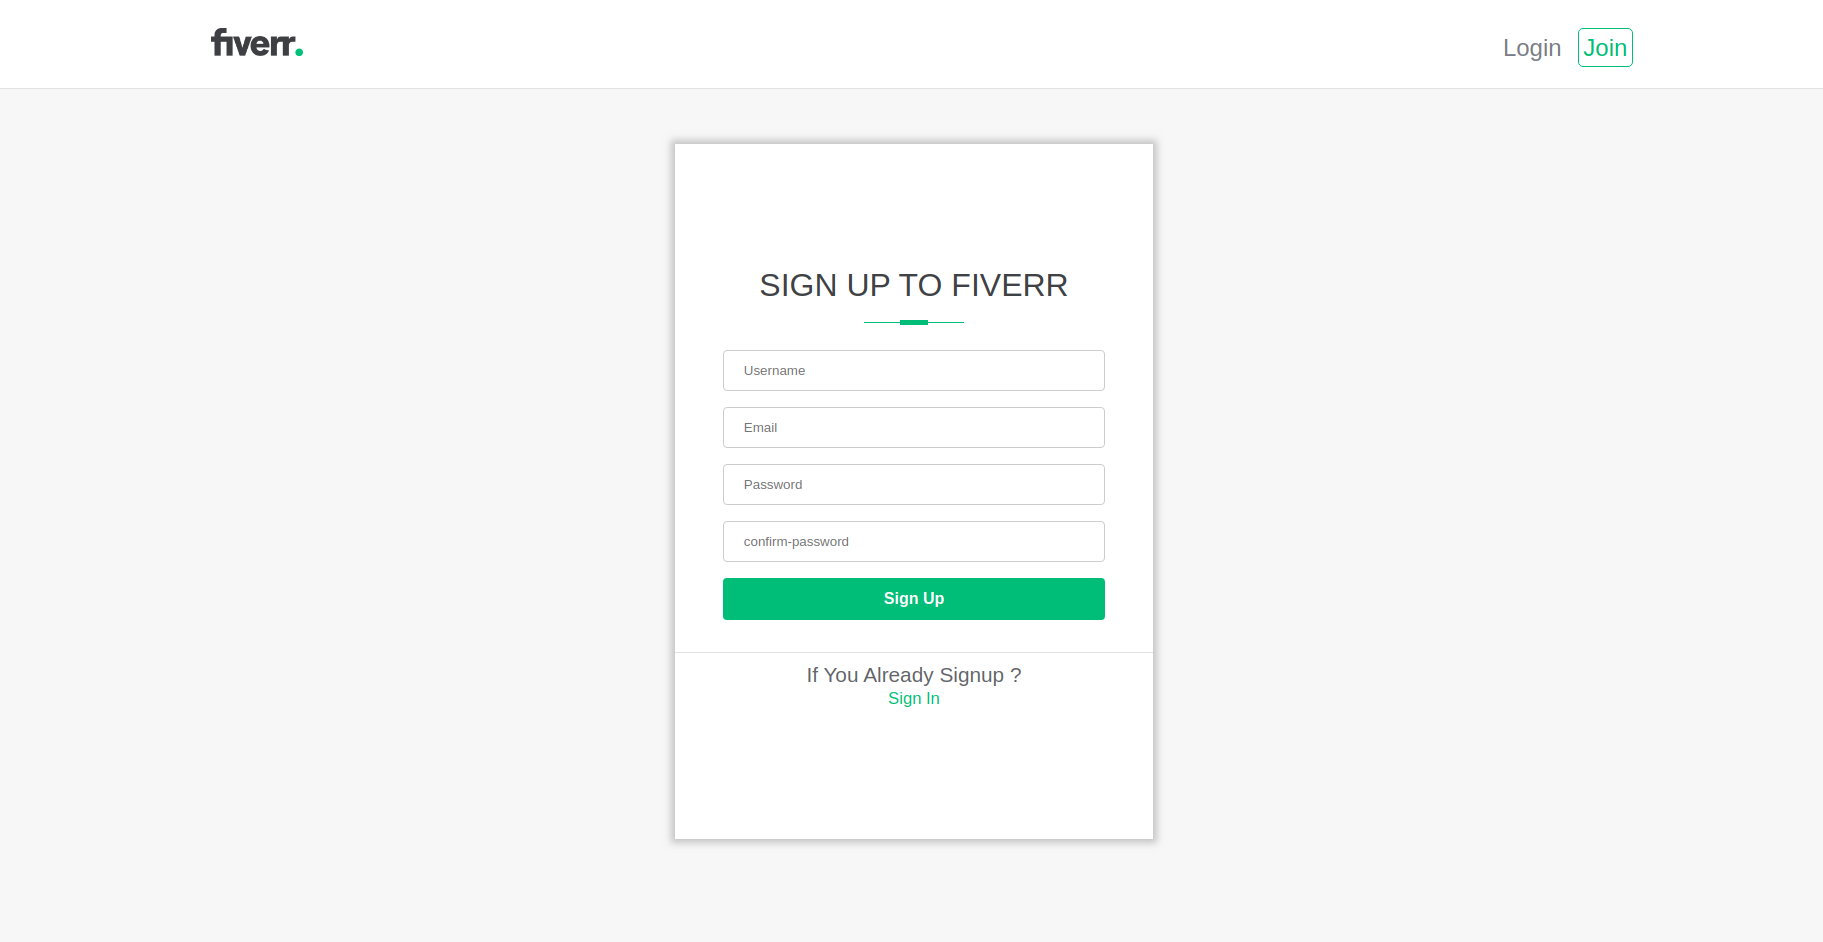 fiverr.
Login Join
SIGN UP TO FIVERR
Username
Email
Password
confirm-password
Sign Up
If You Already Signup ?
Sign In